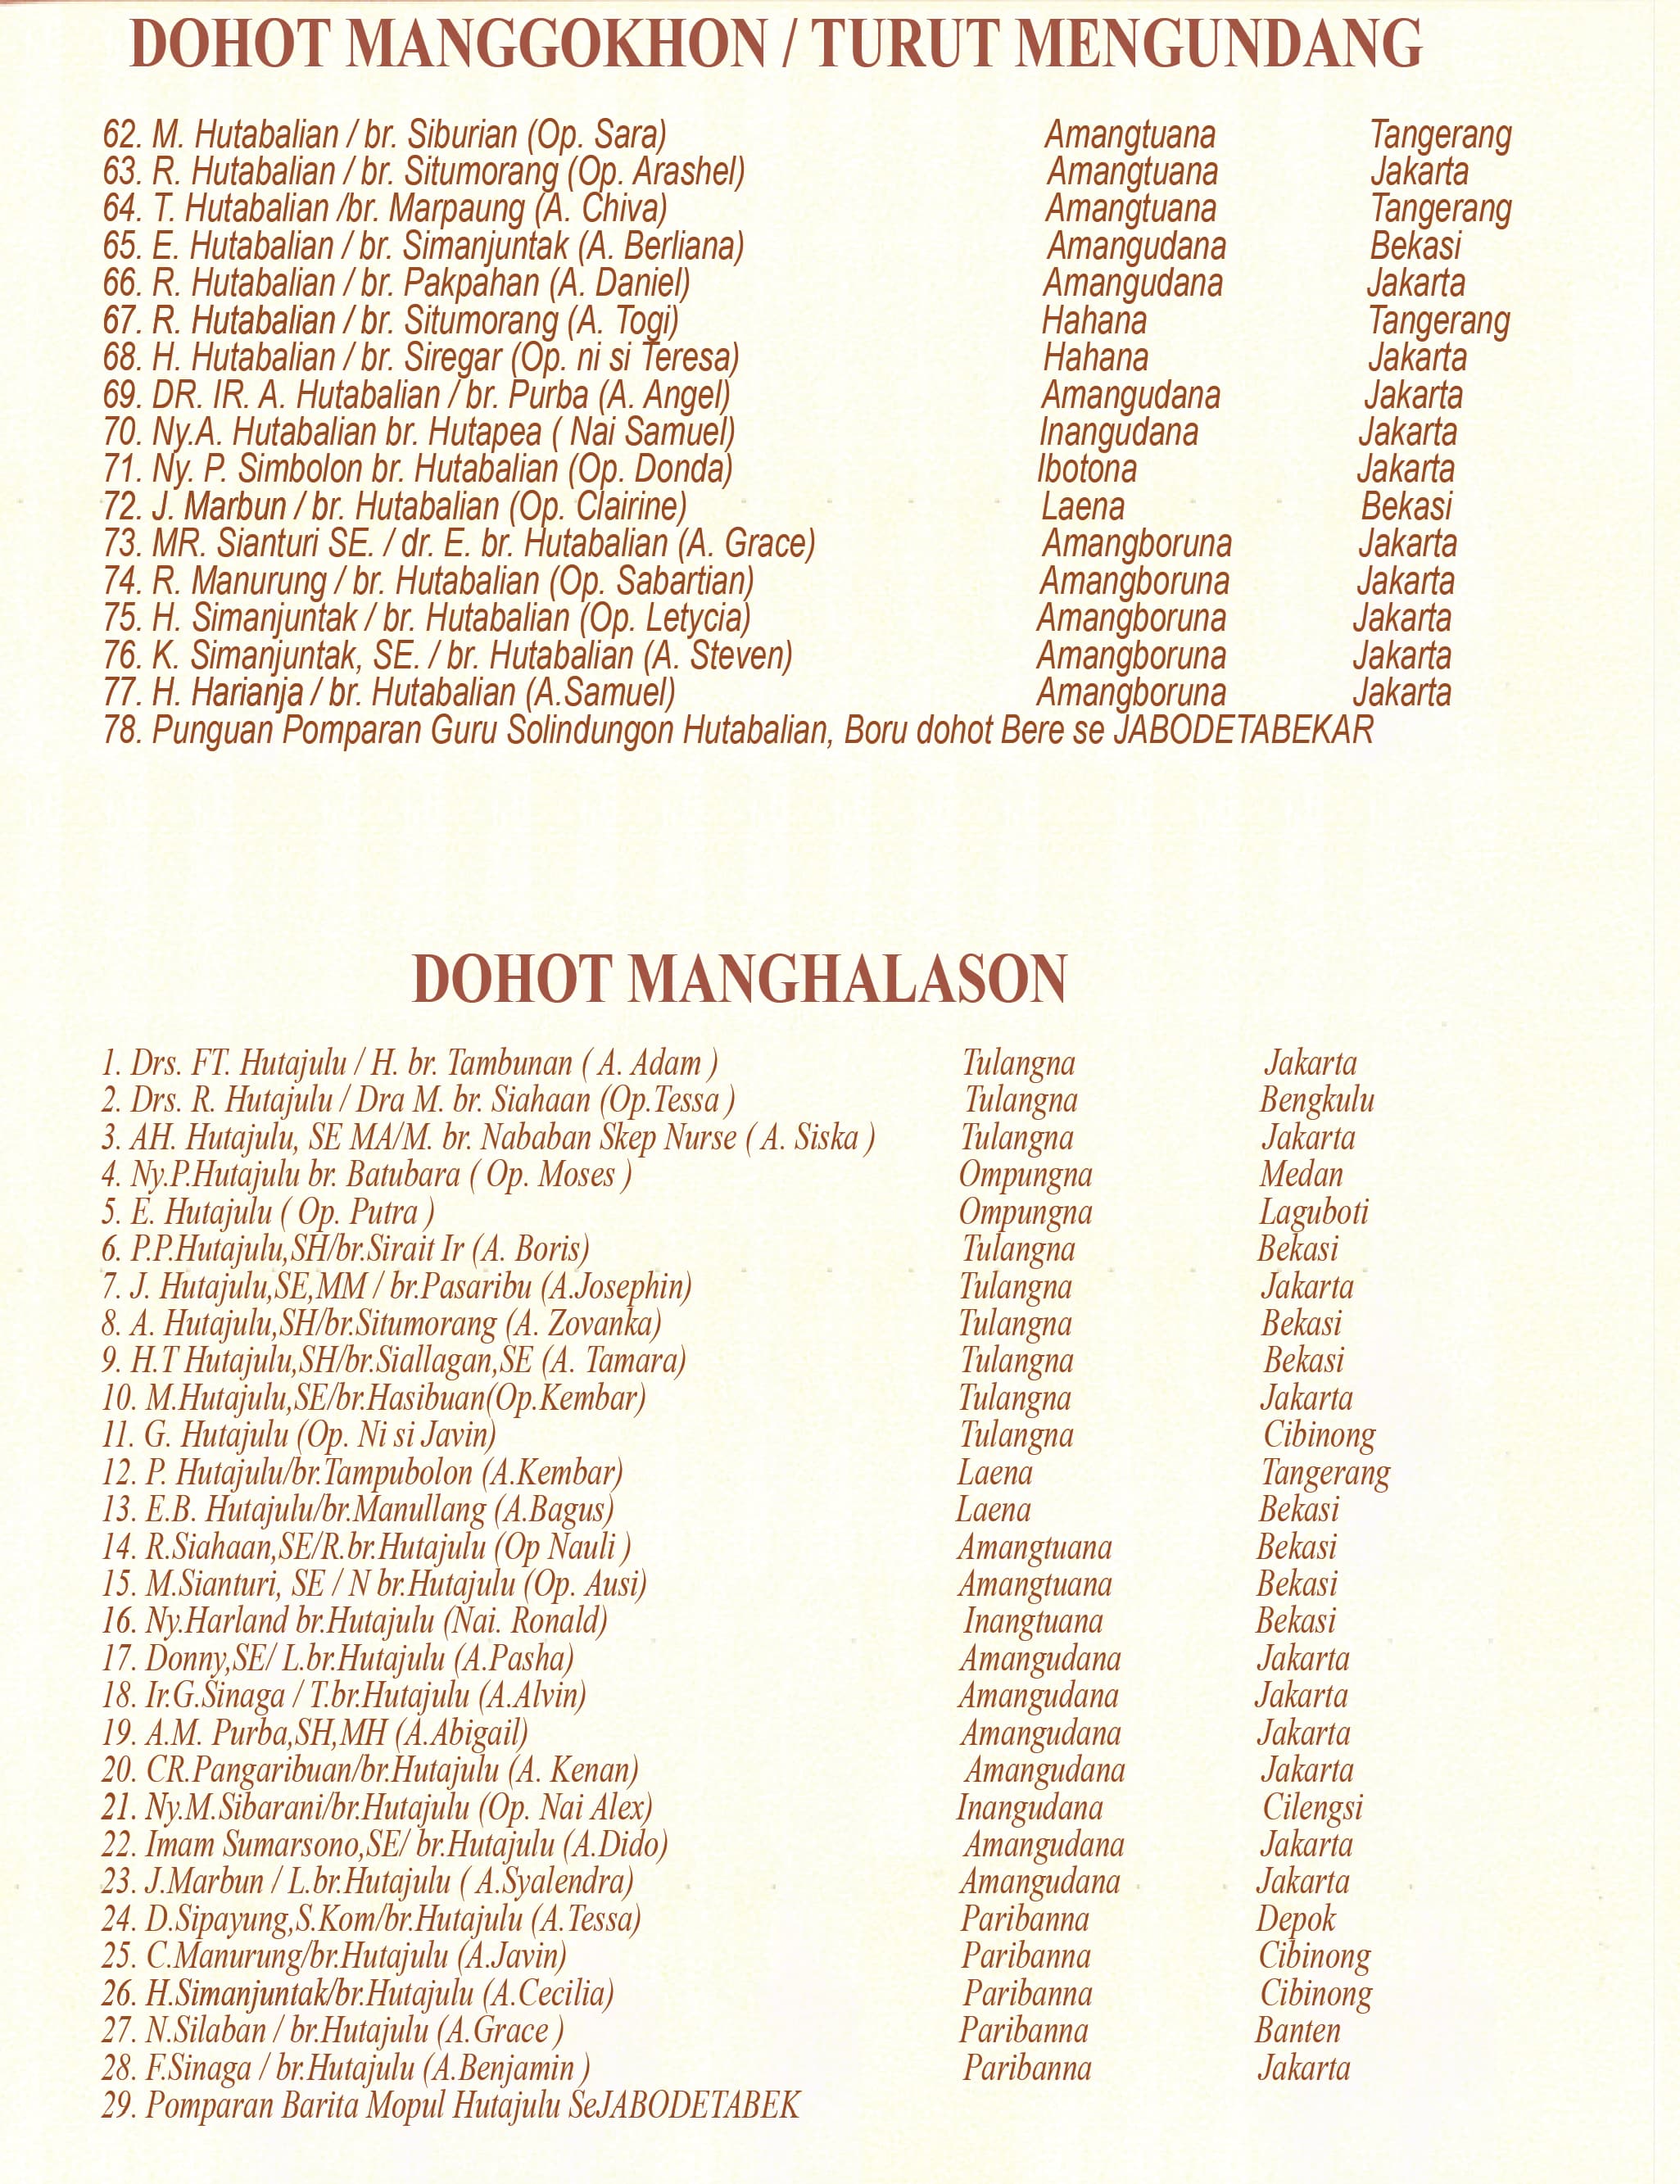 DOHOT MANGGOKHON / TURUT MENGUNDANG
62. M. Hutabalian / br. Siburian (Op. Sara) Amangtuana Tangerang
63. R. Hutabalian / br. Situmorang (Op. Arashel) Amangtuana Jakarta
64. T. Hutabalian /br. Marpaung (A. Chiva) Amangtuana Tangerang
65. E. Hutabalian / br. Simanjuntak (A. Berliana) Amangudana Bekasi
66. R. Hutabalian / br. Pakpahan (A. Daniel) Amangudana Jakarta
67. R. Hutabalian / br. Situmorang (A. Togi) Hahana Tangerang
68. H. Hutabalian / br. Siregar (Op. ni si Teresa) Hahana Jakarta
69. DR. IR. A. Hutabalian / br. Purba (A. Angel) Amangudana Jakarta
70. Ny.A. Hutabalian br. Hutapea ( Nai Samuel) Inangudana Jakarta
71. Ny. P. Simbolon br. Hutabalian (Op. Donda) Ibotona Jakarta
72. J. Marbun / br. Hutabalian (Op. Clairine) Laena Bekasi
73. MR. Sianturi SE. / dr. E. br. Hutabalian (A. Grace) Amangboruna Jakarta
74. R. Manurung / br. Hutabalian (Op. Sabartian) Amangboruna Jakarta
75. H. Simanjuntak / br. Hutabalian (Op. Letycia) Amangboruna Jakarta
76. K. Simanjuntak, SE. / br. Hutabalian (A. Steven) Amangboruna Jakarta
77. H. Harianja / br. Hutabalian (A.Samuel) Amangboruna Jakarta
78. Punguan Pomparan Guru Solindungon Hutabalian, Boru dohot Bere se JABODETABEKAR
DOHOT MANGHALASON
1. Drs. FT. Hutajulu / H. br. Tambunan ( A. Adam ) Tulangna Jakarta
2. Drs. R. Hutajulu / Dra M. br. Siahaan (Op.Tessa ) Tulangna Bengkulu
3. AH. Hutajulu, SE MA/M. br. Nababan Skep Nurse ( A. Siska ) Tulangna Jakarta
4. Ny.P.Hutajulu br. Batubara ( Op. Moses ) Ompungna Medan
5. E. Hutajulu ( Op. Putra ) Ompungna Laguboti
6. P.P.Hutajulu,SH/br.Sirait Ir (A. Boris) Tulangna Bekasi
7. J. Hutajulu,SE,MM / br.Pasaribu (A.Josephin) Tulangna Jakarta
8. A. Hutajulu,SH/br.Situmorang (A. Zovanka) Tulangna Bekasi
9. H.T Hutajulu,SH/br.Siallagan,SE (A. Tamara) Tulangna Bekasi
10. M.Hutajulu,SE/br.Hasibuan(Op.Kembar) Tulangna Jakarta
11. G. Hutajulu (Op. Ni si Javin) Tulangna Cibinong
12. P. Hutajulu/br.Tampubolon (A.Kembar) Laena Tangerang
13. E.B. Hutajulu/br.Manullang (A.Bagus) Laena Bekasi
14. R.Siahaan,SE/R.br.Hutajulu (Op Nauli ) Amangtuana Bekasi
15. M.Sianturi, SE / N br.Hutajulu (Op. Ausi) Amangtuana Bekasi
16. Ny.Harland br.Hutajulu (Nai. Ronald) Inangtuana Bekasi
17. Donny,SE/ L.br.Hutajulu (A.Pasha) Amangudana Jakarta
18. Ir.G.Sinaga / T.br.Hutajulu (A.Alvin) Amangudana Jakarta
19. A.M. Purba,SH,MH (A.Abigail) Amangudana Jakarta
20. CR.Pangaribuan/br.Hutajulu (A. Kenan) Amangudana Jakarta
21. Ny.M.Sibarani/br.Hutajulu (Op. Nai Alex) Inangudana Cilengsi
22. Imam Sumarsono,SE/ br.Hutajulu (A.Dido) Amangudana Jakarta
23. J.Marbun / L.br.Hutajulu ( A.Syalendra) Amangudana Jakarta
24. D.Sipayung,S.Kom/br.Hutajulu (A.Tessa) Paribanna Depok
25. C.Manurung/br.Hutajulu (A.Javin) Paribanna Cibinong
26. H.Simanjuntak/br.Hutajulu (A.Cecilia) Paribanna Cibinong
27. N.Silaban / br.Hutajulu (A.Grace ) Paribanna Banten
28. F.Sinaga / br.Hutajulu (A.Benjamin ) Paribanna Jakarta
29. Pomparan Barita Mopul Hutajulu SeJABODETABEK